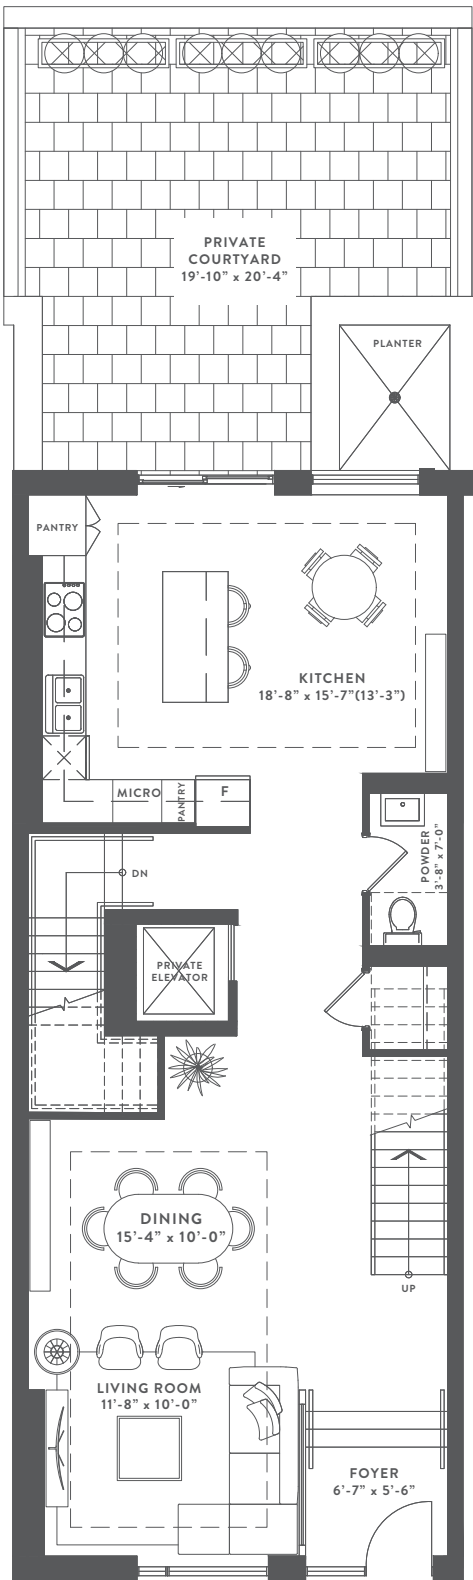 PRIVATE
COURTYARD
19'-10" x 20'-4"
PLANTER
PANTRY
KITCHEN
18'-8" x 15'-7"(13'-3")
MICRO
PANTRY
F
POWDER
3'-8" x 7'-0"
DN
PRIVATE
ELEVATOR
DINING
15'-4" x 10'-0"
UP
LIVING ROOM
11'-8" x 10'-0"
FOYER
6'-7" x 5'-6"